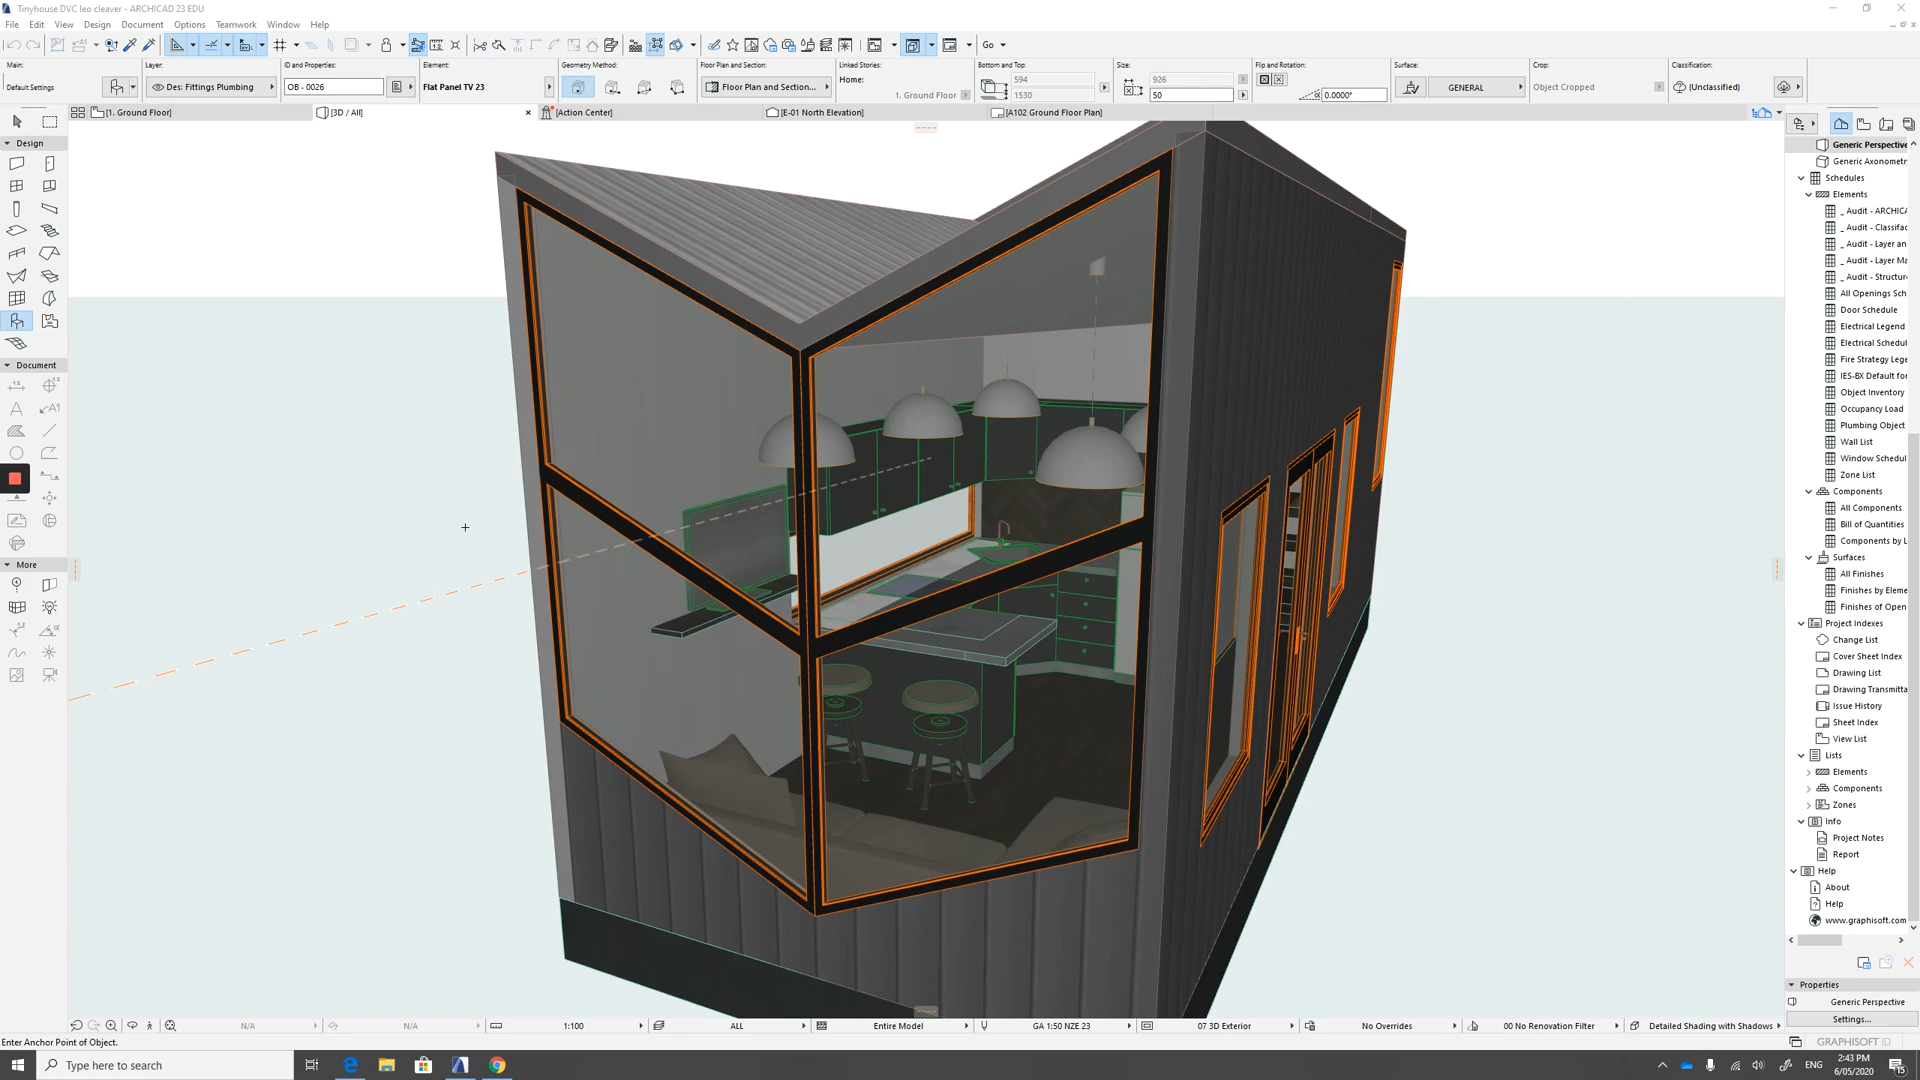 Tinyhouse DVC leo cleaver - ARCHICAD 23 EDU
File Edit View Design Document Options Teamwork Window Help
Go
Main:
Default Settings
Layer:
Des: Fittings Plumbing
ID and Properties:
OB - 0026
Element:
Flat Panel TV 23
Geometry Method:
Floor Plan and Section:
Floor Plan and Section...
Linked Stories:
Home:
1. Ground Floor
Bottom and Top:
594
1530
Size:
926
50
Flip and Rotation:
0.0000°
Surface:
GENERAL
Crop:
Object Cropped
Classification:
(Unclassified)
[1. Ground Floor]
[3D / All]
[Action Center]
[E-01 North Elevation]
[A102 Ground Floor Plan]
Design
Document
A
A1
More
Generic Perspective
Generic Axonometr
Schedules
Elements
_ Audit - ARCHICA
_ Audit - Classifac
_ Audit - Layer an
_ Audit - Layer Ma
_ Audit - Structur
All Openings Sch
Door Schedule
Electrical Legend
Electrical Schedul
Fire Strategy Lege
IES-BX Default for
Object Inventory
Occupancy Load
Plumbing Object
Wall List
Window Schedul
Zone List
Components
All Components
Bill of Quantities
Components by L
Surfaces
All Finishes
Finishes by Eleme
Finishes of Open
Project Indexes
Change List
Cover Sheet Index
Drawing List
Drawing Transmitta
Issue History
Sheet Index
View List
Lists
Elements
Components
Zones
Info
Project Notes
Report
Help
About
Help
www.graphisoft.com
Properties
Generic Perspective
Settings...
N/A
N/A
1:100
ALL
Entire Model
GA 1:50 NZE 23
07 3D Exterior
No Overrides
00 No Renovation Filter
Detailed Shading with Shadows
Enter Anchor Point of Object.
GRAPHISOFT ID
Type here to search
ENG
2:43 PM
6/05/2020
15